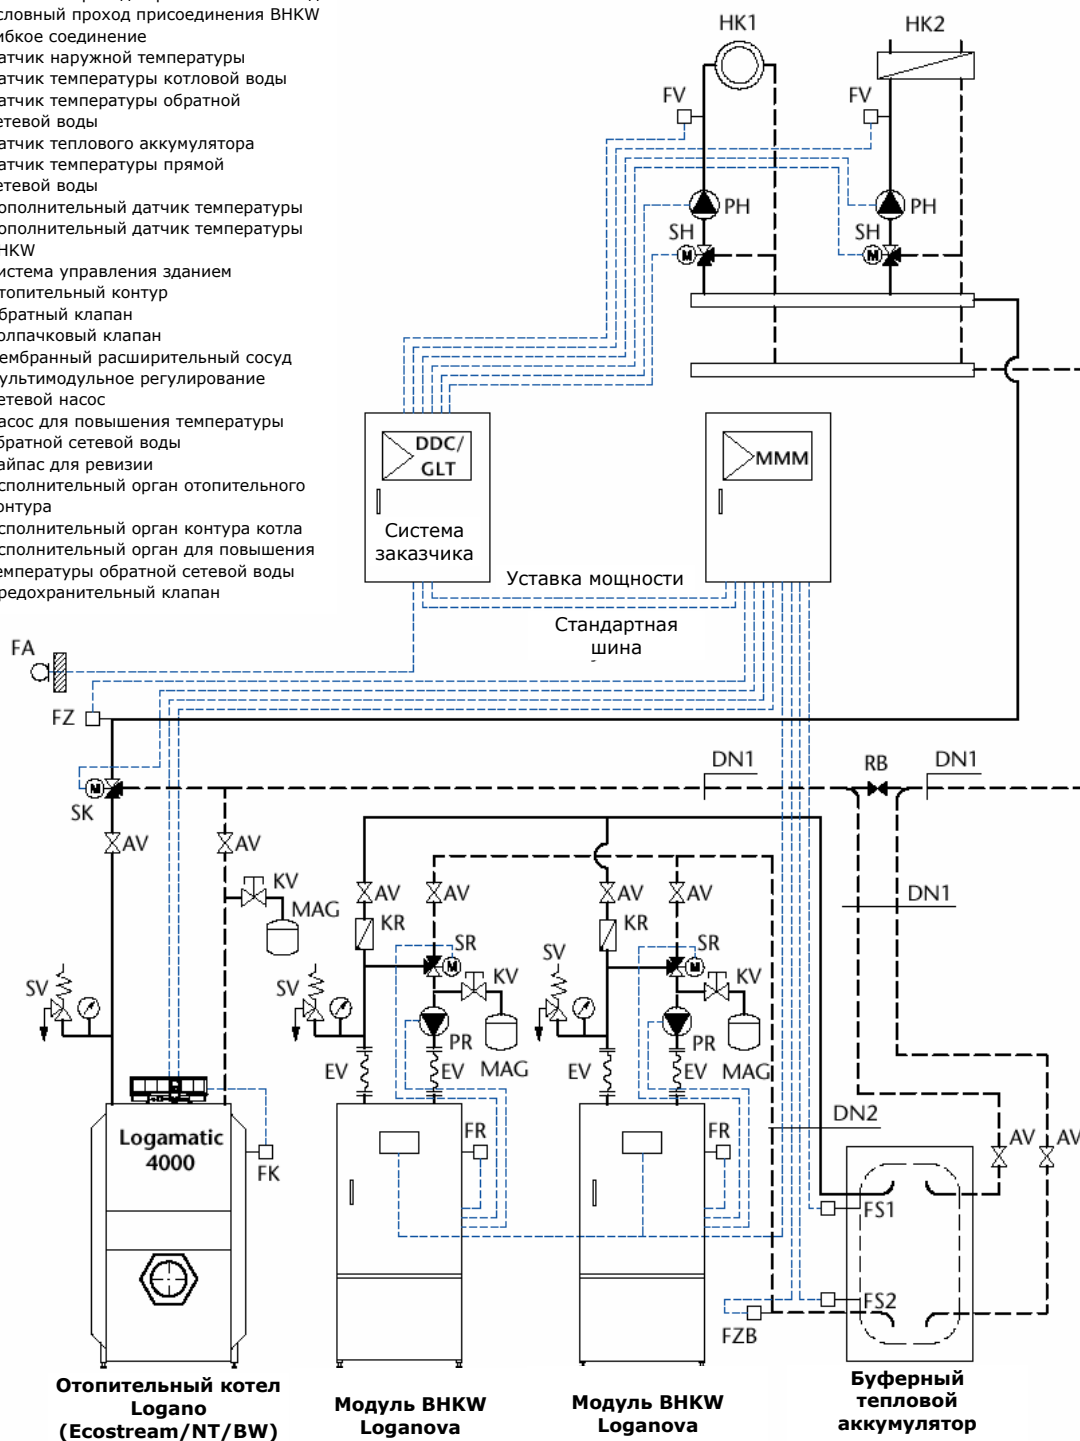 словный проход присоединения BHKW
ибкое соединение
атчик наружной температуры
атчик температуры котловой воды
атчик температуры обратной
етевой воды
атчик теплового аккумулятора
атчик температуры прямой
етевой воды
ополнительный датчик температуры
ополнительный датчик температуры
HKW
истема управления зданием
топительный контур
братный клапан
олпачковый клапан
ембранный расширительный сосуд
ультимодульное регулирование
етевой насос
асос для повышения температуры
братной сетевой воды
айпас для ревизии
сполнительный орган отопительного
онтура
сполнительный орган контура котла
сполнительный орган для повышения
емпературы обратной сетевой воды
редохранительный клапан
HK1
HK2
FV
FV
PH
PH
SH
SH
M
M
DDC/
GLT
MMM
Система
заказчика
Уставка мощности
Стандартная
шина
FA
FZ
M
SK
DN1
RB
DN1
AV
AV
KV
MAG
AV
AV
AV
AV
DN1
KR
SR
KR
SR
M
M
SV
SV
SV
KV
KV
PR
PR
MAG
MAG
EV
EV
EV
EV
DN2
Logamatic
4000
FK
FR
FR
AV
AV
FS1
FS2
FZB
Отопительный котел
Logano
(Ecostream/NT/BW)
Модуль BHKW
Loganova
Модуль BHKW
Loganova
Буферный
тепловой
аккумулятор